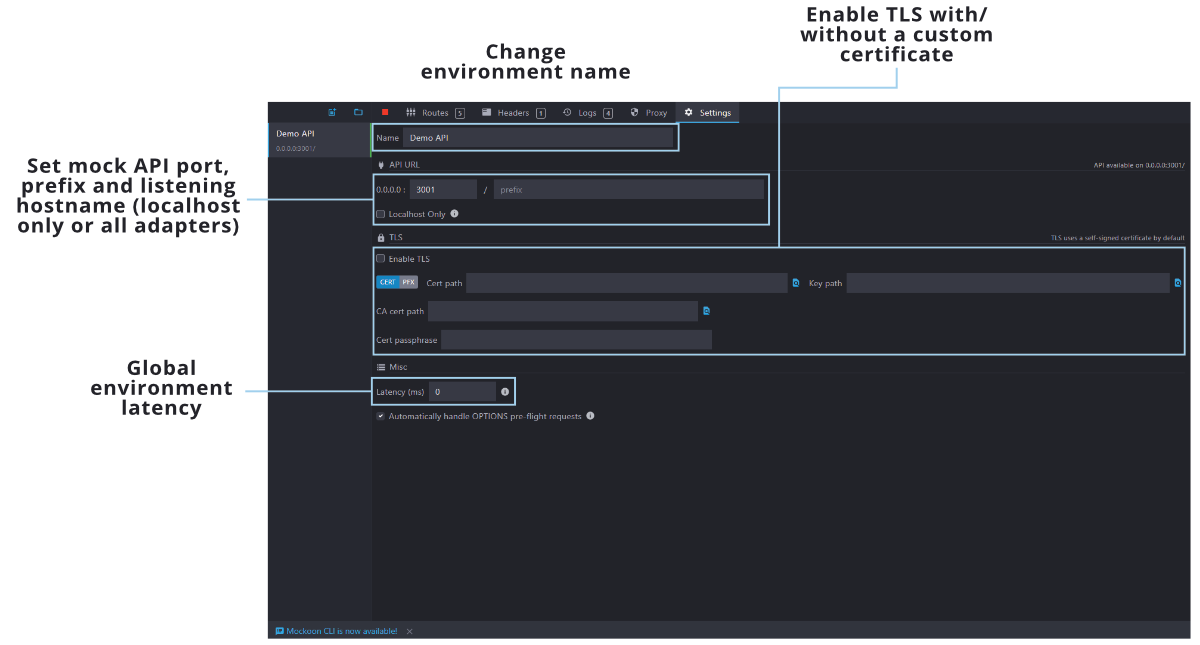 Enable TLS with/
without a custom
certificate
Change
environment name
Routes 5 Headers 1 Logs 4 Proxy Settings
Demo API
0.0.0.0:3001/
Name Demo API
API URL API available on 0.0.0.0:3001/
Set mock API port,
prefix and listening
hostname (localhost
only or all adapters)
0.0.0.0 : 3001 / prefix
Localhost Only
TLS TLS uses a self-signed certificate by default
Enable TLS
CERT PFX Cert path Key path
CA cert path
Cert passphrase
Global
environment
latency
Misc
Latency (ms) 0
Automatically handle OPTIONS pre-flight requests
Mockoon CLI is now available!